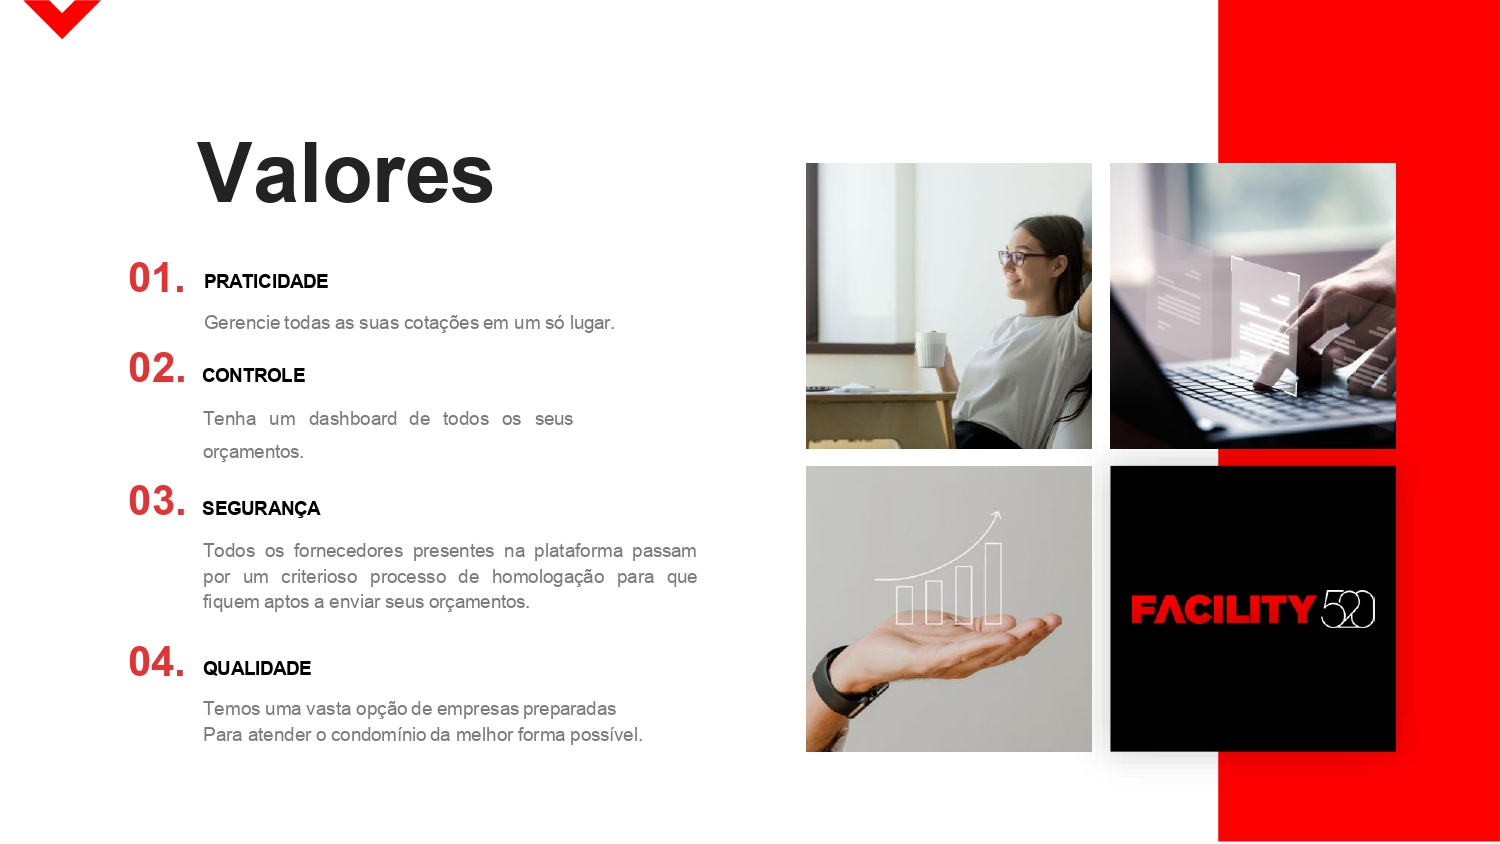 Valores
01. PRATICIDADE
Gerencie todas as suas cotações em um só lugar.
02. CONTROLE
Tenha um dashboard de todos os seus
orçamentos.
03. SEGURANÇA
Todos os fornecedores presentes na plataforma passam
por um criterioso processo de homologação para que
fiquem aptos a enviar seus orçamentos.
04. QUALIDADE
Temos uma vasta opção de empresas preparadas
Para atender o condomínio da melhor forma possível.
FACILITY 520